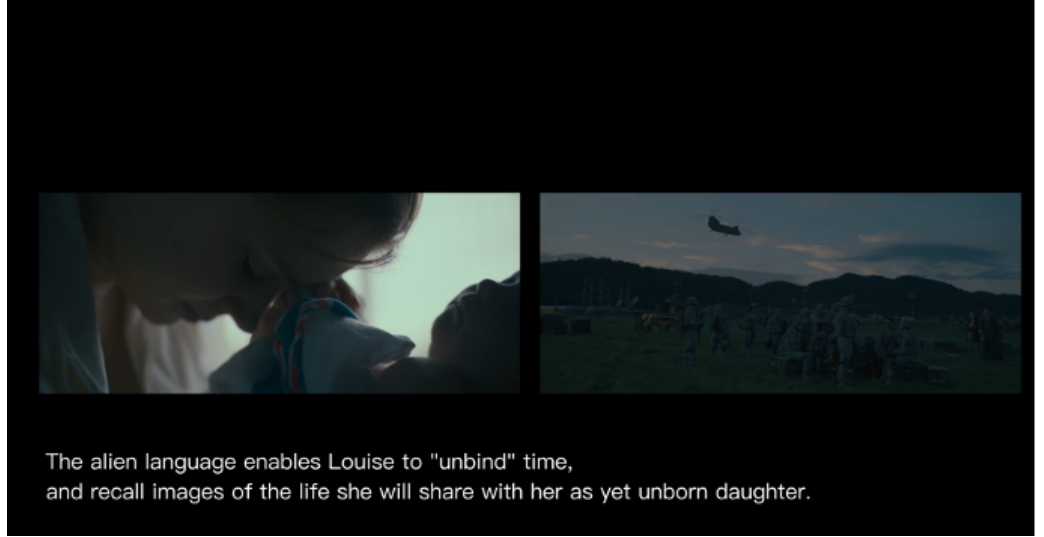 The alien language enables Louise to "unbind" time,
and recall images of the life she will share with her as yet unborn daughter.